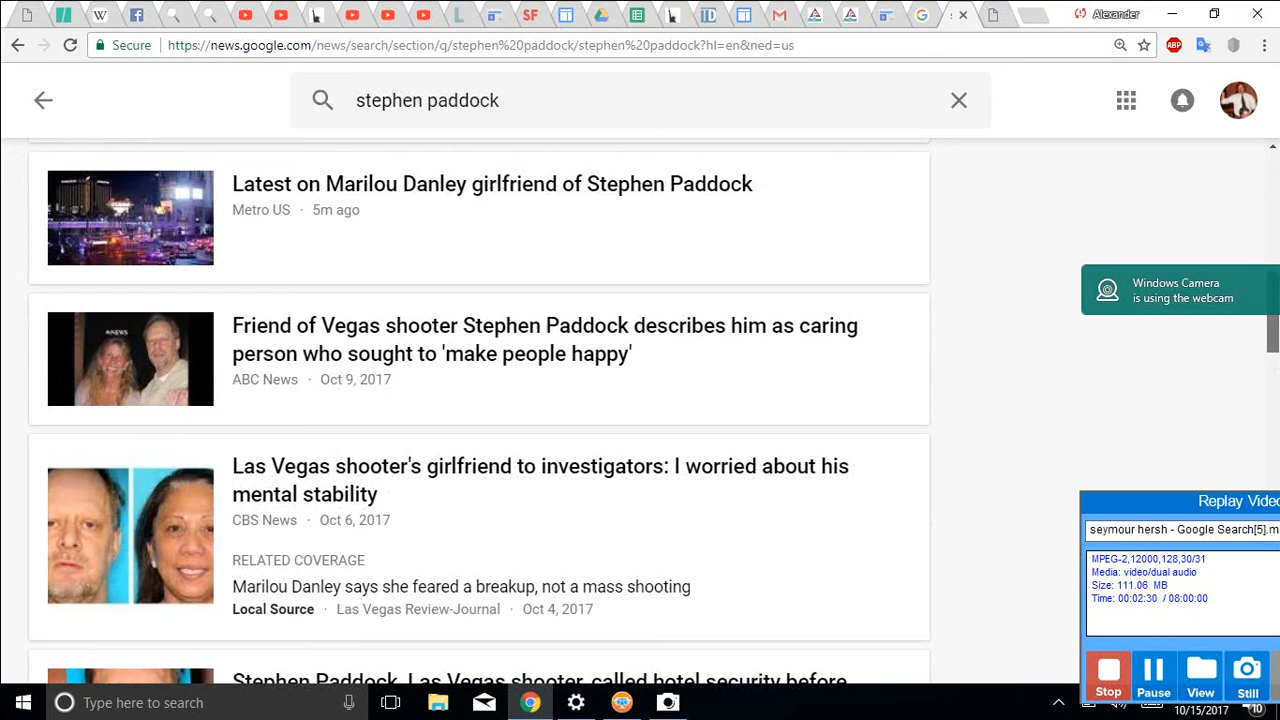 SF
ID
s
Alexander
Secure
https://news.google.com/news/search/section/q/stephen%20paddock/stephen%20paddock?hl=en&ned=us
ABP
stephen paddock
Latest on Marilou Danley girlfriend of Stephen Paddock
Metro US · 5m ago
Windows Camera
is using the webcam
Friend of Vegas shooter Stephen Paddock describes him as caring
person who sought to 'make people happy'
ABC News · Oct 9, 2017
Las Vegas shooter's girlfriend to investigators: I worried about his
mental stability
CBS News · Oct 6, 2017
RELATED COVERAGE
Marilou Danley says she feared a breakup, not a mass shooting
Local Source · Las Vegas Review-Journal · Oct 4, 2017
Stephen Paddock, Las Vegas shooter, called hotel security before
Replay Video
seymour hersh - Google Search[5].m
MPEG-2,12000,128,30/31
Media: video/dual audio
Size: 111.06 MB
Time: 00:02:30 / 08:00:00
Stop
Pause
View
Still
Type here to search
10/15/2017
10